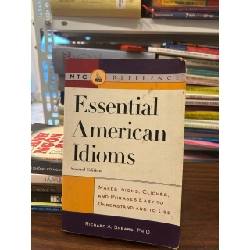 NTC REFERENCE
Essential
American
Idioms
Second Edition
MAKES IDIOMS, CLICHÉS,
AND PHRASES EASY TO
UNDERSTAND AND TO USE
RICHARD A. SPEARS, PH.D.